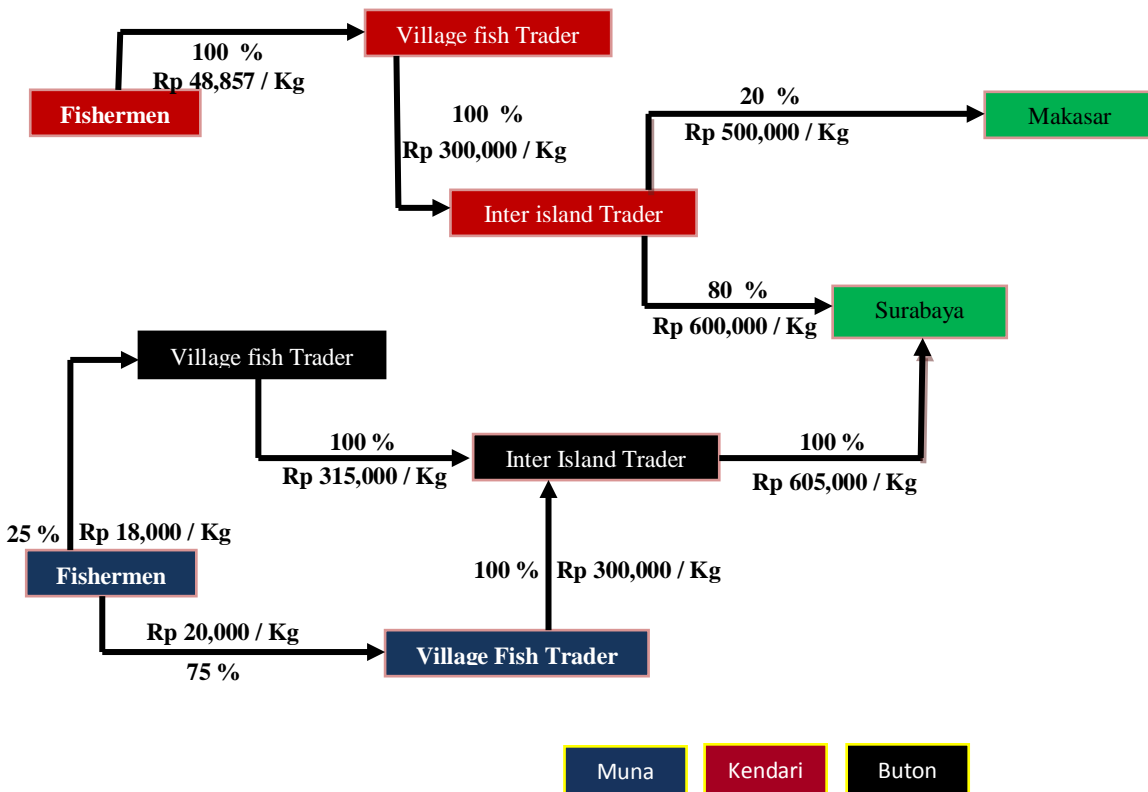 Village fish Trader
100 %
Rp 48,857 / Kg
Fishermen
100 %
Rp 300,000 / Kg
20 %
Rp 500,000 / Kg
Makasar
Inter island Trader
80 %
Rp 600,000 / Kg
Surabaya
Village fish Trader
100 %
Rp 315,000 / Kg
Inter Island Trader
100 %
Rp 605,000 / Kg
25 %
Rp 18,000 / Kg
Fishermen
100 %
Rp 300,000 / Kg
Rp 20,000 / Kg
75 %
Village Fish Trader
Muna
Kendari
Buton